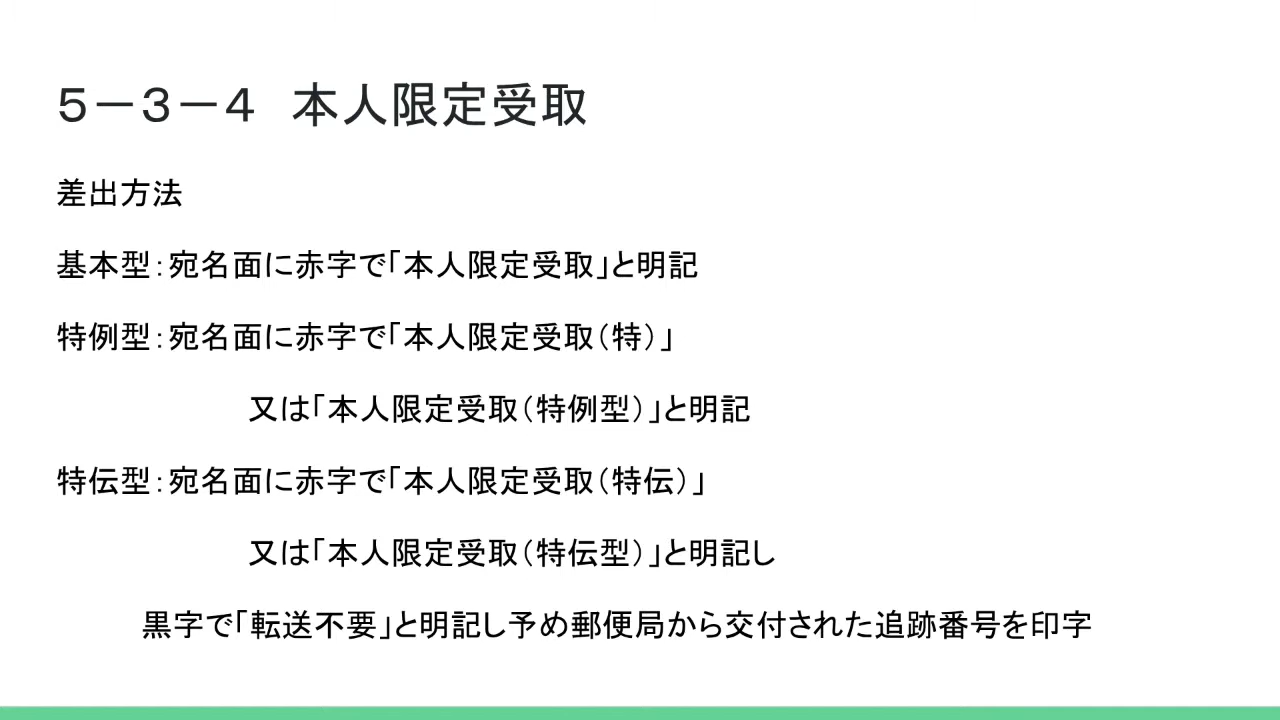 ５－３－４　本人限定受取
差出方法
基本型：宛名面に赤字で「本人限定受取」と明記
特例型：宛名面に赤字で「本人限定受取（特）」
又は「本人限定受取（特例型）」と明記
特伝型：宛名面に赤字で「本人限定受取（特伝）」
又は「本人限定受取（特伝型）」と明記し
黒字で「転送不要」と明記し予め郵便局から交付された追跡番号を印字